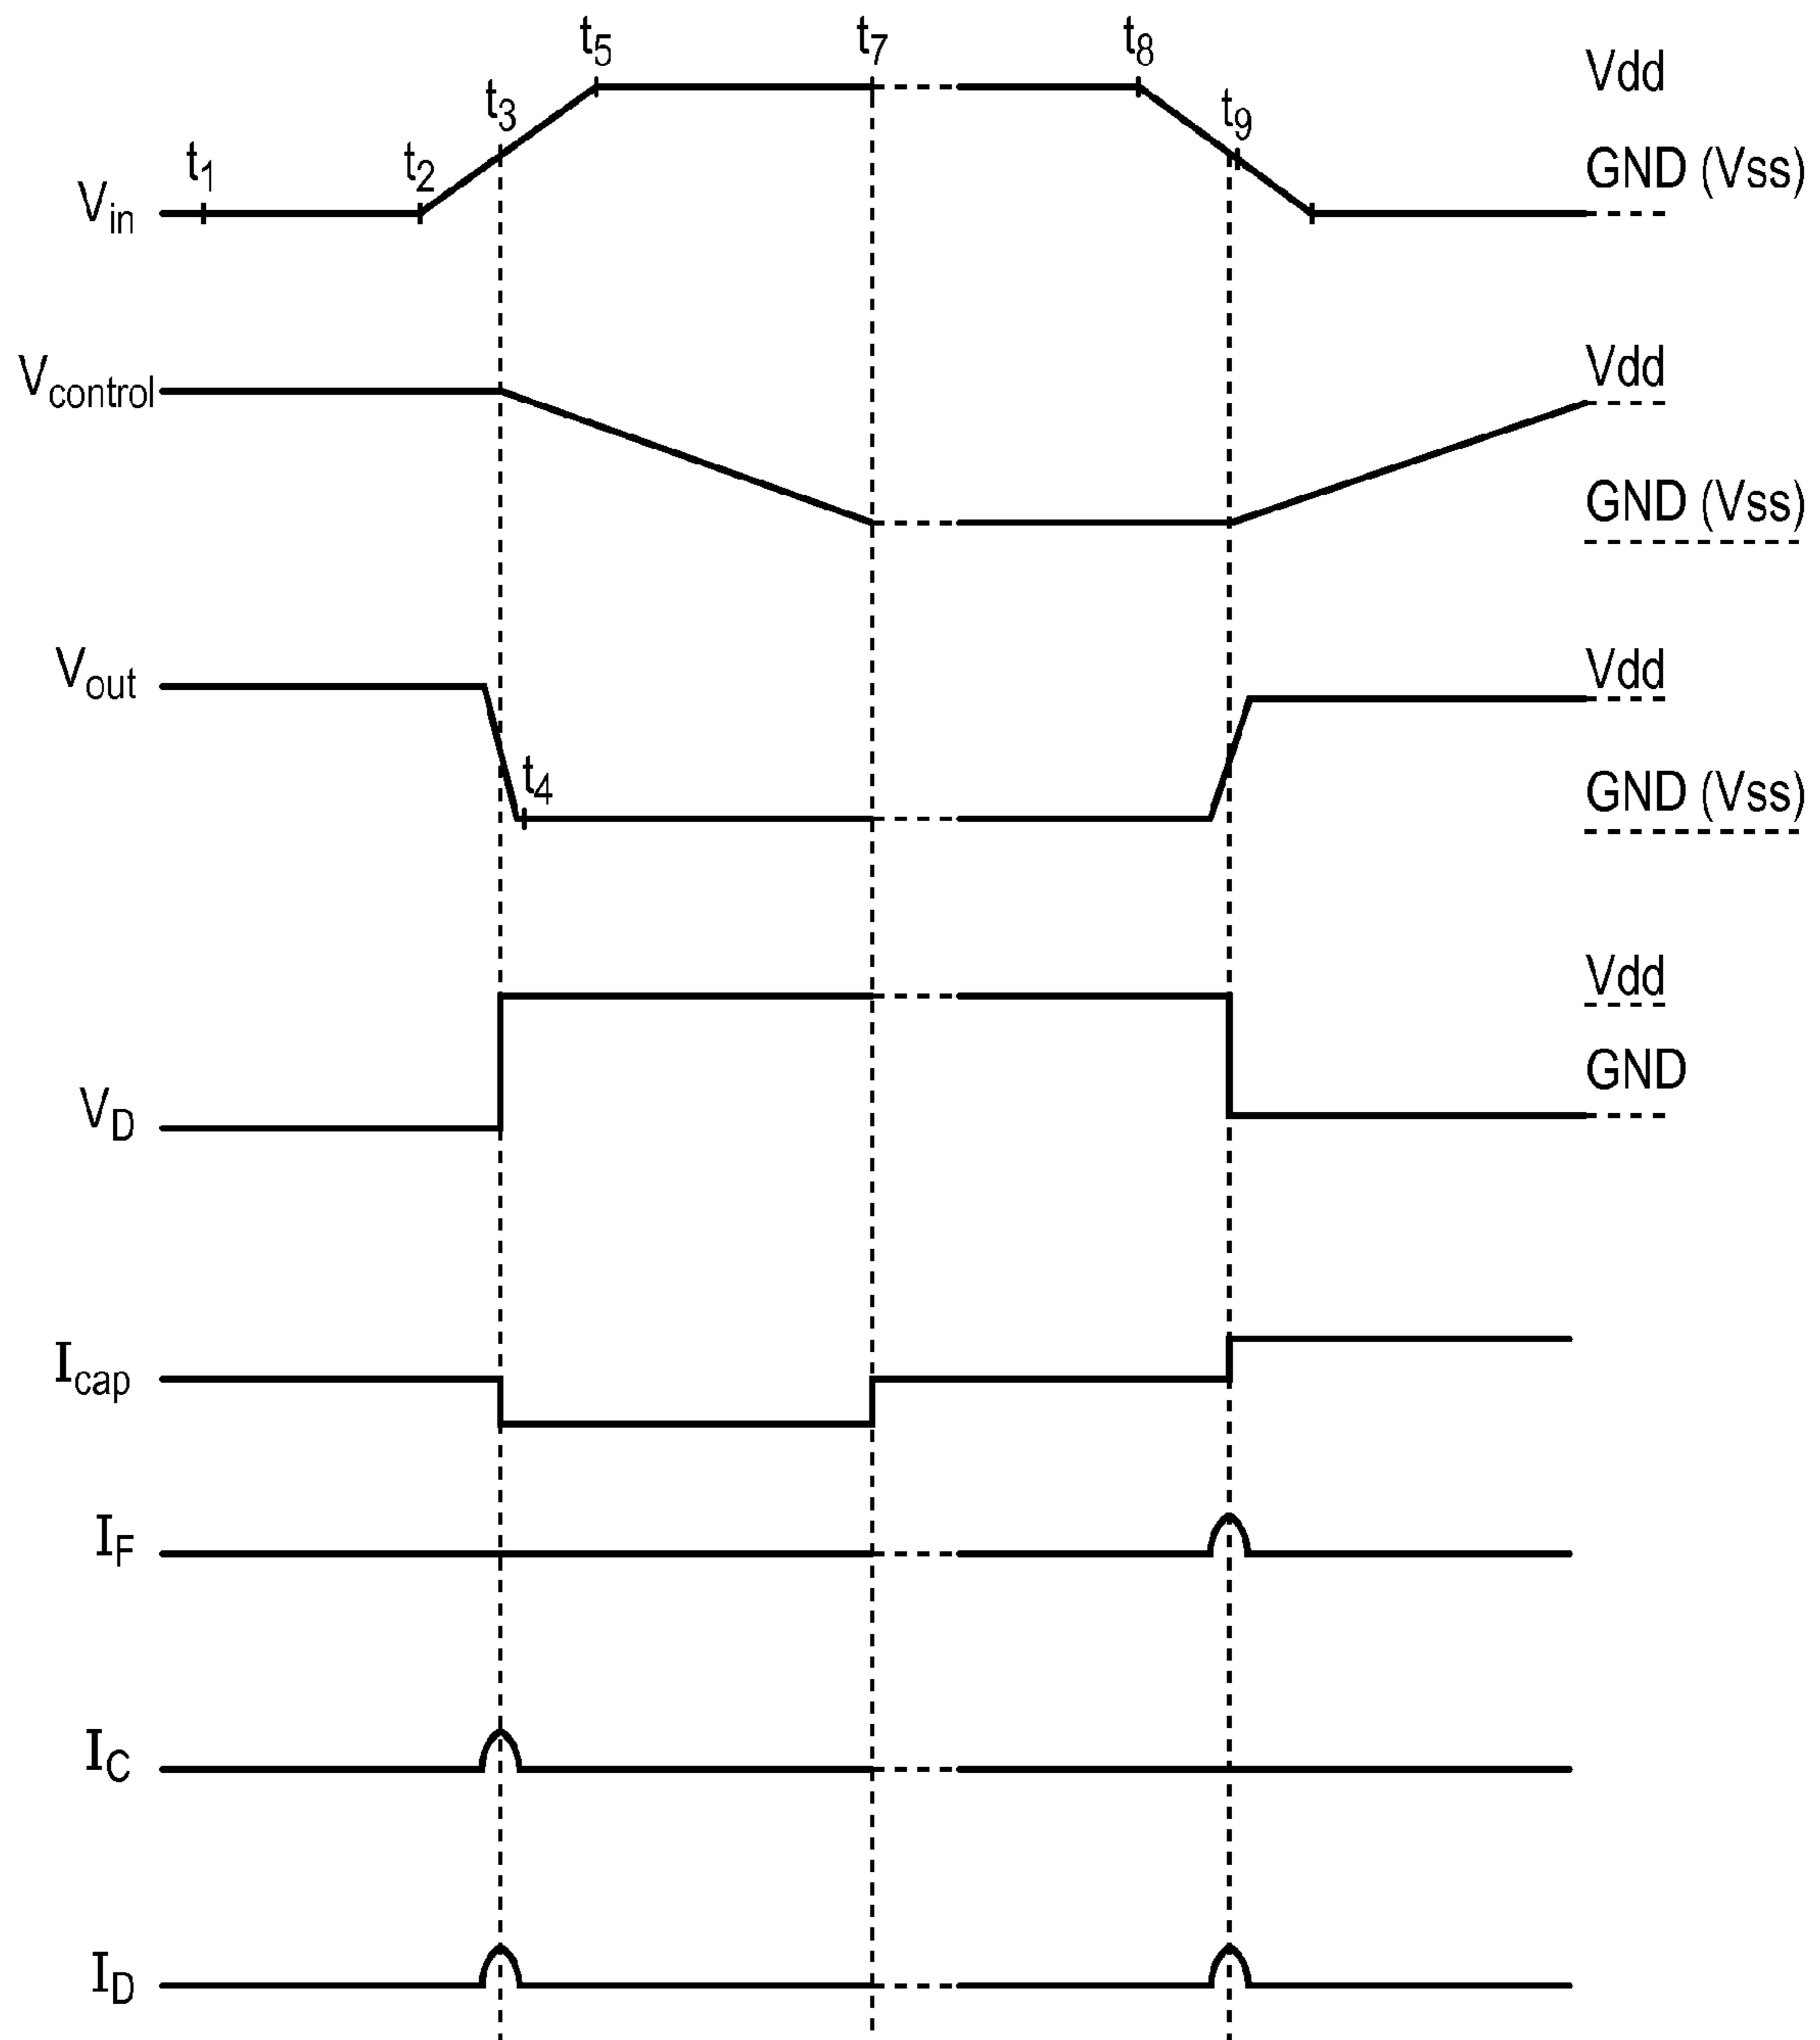 t5 t7 t8 Vdd
t3 t9
t1 t2 GND (Vss)
Vin
Vcontrol Vdd
GND (Vss)
Vout Vdd
t4 GND (Vss)
Vdd
VD GND
Icap
IF
IC
ID